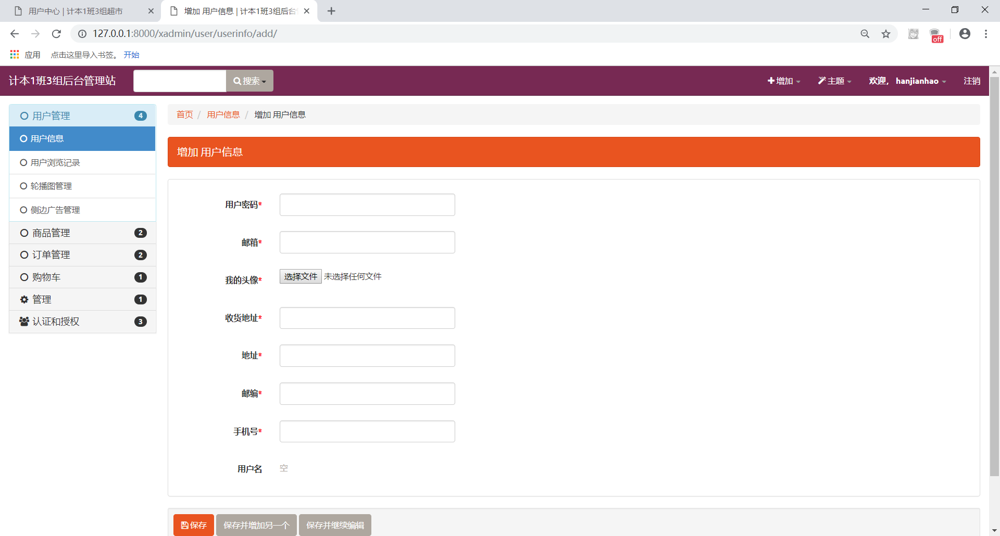 用户中心 | 计本1班3组超市
增加 用户信息 | 计本1班3组后台
127.0.0.1:8000/xadmin/user/userinfo/add/
off
应用 点击这里导入书签。 开始
计本1班3组后台管理站 搜索 增加 主题 欢迎， hanjianhao 注销
用户管理 4
用户信息
用户浏览记录
轮播图管理
侧边广告管理
商品管理 2
订单管理 2
购物车 1
管理 1
认证和授权 3
首页 / 用户信息 / 增加 用户信息
增加 用户信息
用户密码*
邮箱*
我的头像* 选择文件 未选择任何文件
收货地址*
地址*
邮编*
手机号*
用户名 空
保存 保存并增加另一个 保存并继续编辑